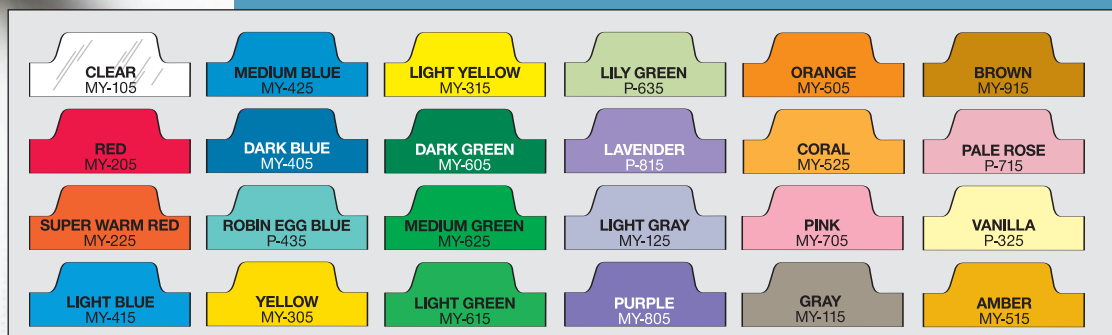 CLEAR
MY-105
MEDIUM BLUE
MY-425
LIGHT YELLOW
MY-315
LILY GREEN
P-635
ORANGE
MY-505
BROWN
MY-915
RED
MY-205
DARK BLUE
MY-405
DARK GREEN
MY-605
LAVENDER
P-815
CORAL
MY-525
PALE ROSE
P-715
SUPER WARM RED
MY-225
ROBIN EGG BLUE
P-435
MEDIUM GREEN
MY-625
LIGHT GRAY
MY-125
PINK
MY-705
VANILLA
P-325
LIGHT BLUE
MY-415
YELLOW
MY-305
LIGHT GREEN
MY-615
PURPLE
MY-805
GRAY
MY-115
AMBER
MY-515